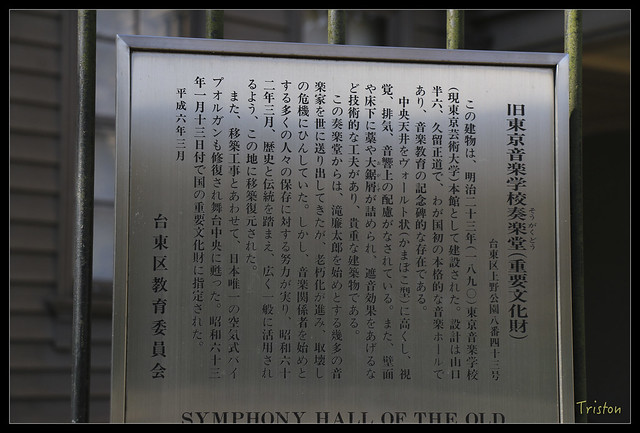 旧東京音楽学校奏楽堂(重要文化財)
そうがくどう
台東区上野公園八番四十三号
この建物は、明治二十三年(一八九〇)東京音楽学校
(現東京芸術大学)本館として建設された。設計は山口
半六、久留正道で、わが国初の本格的な音楽ホールで
あり、音楽教育の記念碑的な存在である。
中央天井をヴォールト状(かまぼこ型)に高くし、視
覚、排気、音響上の配慮がなされている。また、壁面
や床下に藁や大鋸屑が詰められ、遮音効果をあげるな
ど技術的な工夫があり、貴重な建築物である。
この奏楽堂からは、滝廉太郎を始めとする幾多の音
楽家を世に送り出してきたが、老朽化が進み、取壊し
の危機にひんしていた。しかし、音楽関係者を始めと
する多くの人々の保存に対する努力が実り、昭和六十
二年三月、歴史と伝統を踏まえ、広く一般に活用され
るよう、この地に移築復元された。
また、移築工事とあわせて、日本唯一の空気式パイ
プオルガンも修復され舞台中央に甦った。昭和六十三
年一月十三日付で国の重要文化財に指定された。
平成六年三月
台東区教育委員会
SYMPHONY HALL OF THE OLD
Triston